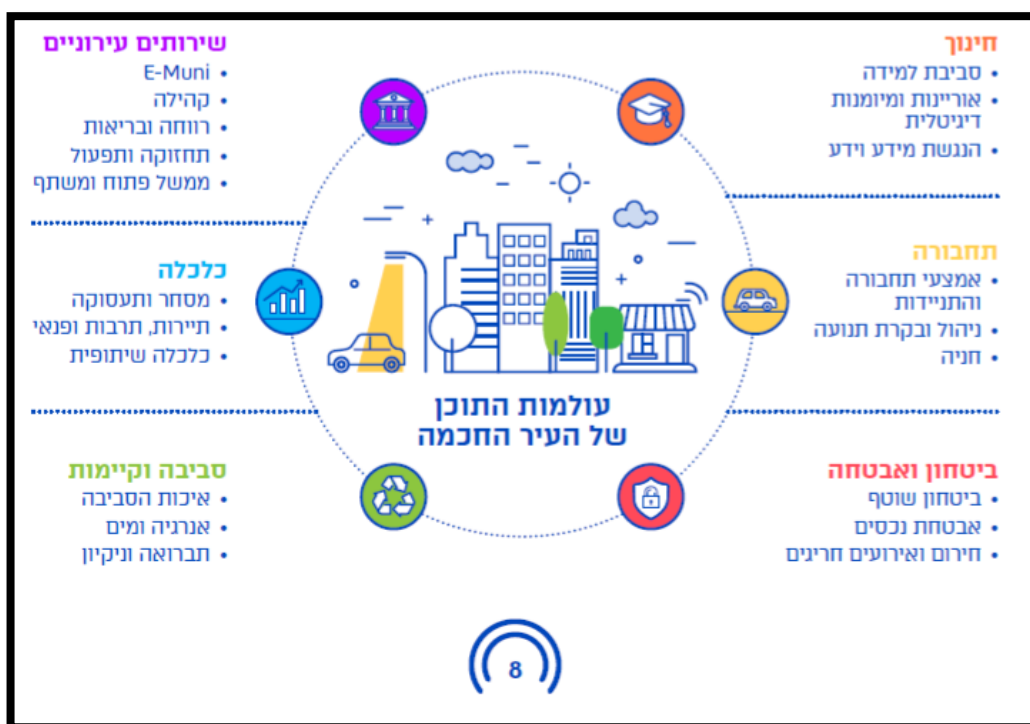 חינוך
• סביבת למידה
• אוריינות ומיומנות
דיגיטלית
• הנגשת מידע וידע
תחבורה
• אמצעי תחבורה
והתניידות
• ניהול ובקרת תנועה
• חניה
ביטחון ואבטחה
• ביטחון שוטף
• אבטחת נכסים
• חירום ואירועים חריגים
עולמות התוכן
של העיר החכמה
שירותים עירוניים
• E-Muni
• קהילה
• רווחה ובריאות
• תחזוקה ותפעול
• ממשל פתוח ומשתף
כלכלה
• מסחר ותעסוקה
• תיירות, תרבות ופנאי
• כלכלה שיתופית
סביבה וקיימות
• איכות הסביבה
• אנרגיה ומים
• תברואה וניקיון
8